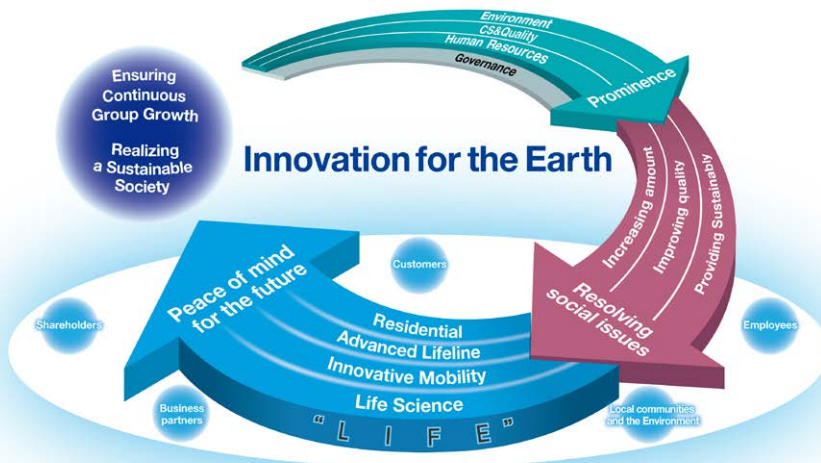 Environment
CS&Quality
Human Resources
Governance
Prominence
Ensuring
Continuous
Group Growth
Realizing
a Sustainable
Society
Innovation for the Earth
Increasing amount
Improving quality
Providing Sustainably
Resolving
social issues
Customers
Peace of mind
for the future
Shareholders
Employees
Residential
Advanced Lifeline
Innovative Mobility
Life Science
"LIFE"
Business
partners
Local communities
and the Environment